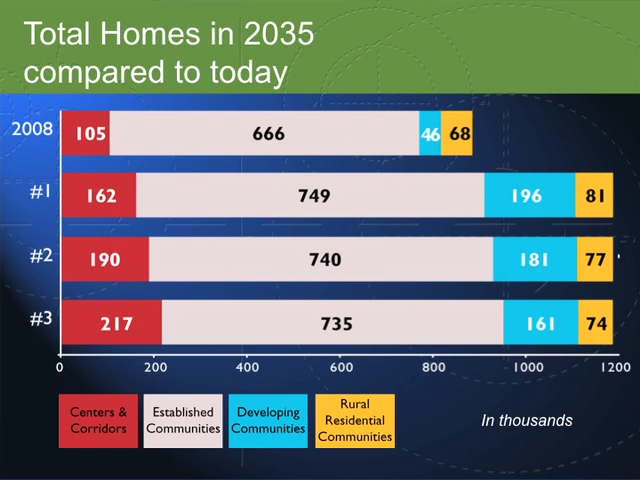 Total Homes in 2035
compared to today
2008 105 666 46 68
#1 162 749 196 81
#2 190 740 181 77
#3 217 735 161 74
0 200 400 600 800 1000 1200
Centers &
Corridors
Established
Communities
Developing
Communities
Rural
Residential
Communities
In thousands